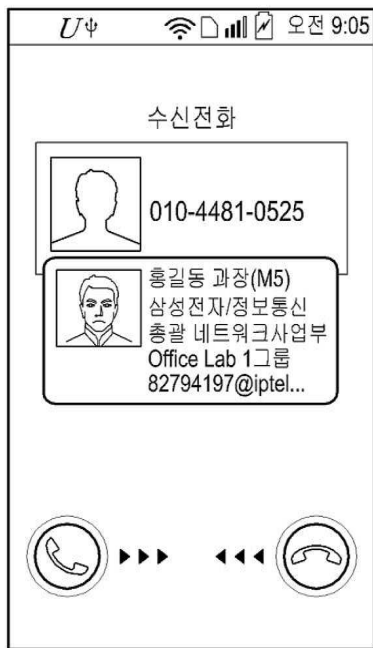 U 오전 9:05
수신전화
010-4481-0525
홍길동 과장(M5)
삼성전자/정보통신
총괄 네트워크사업부
Office Lab 1그룹
82794197@iptel...